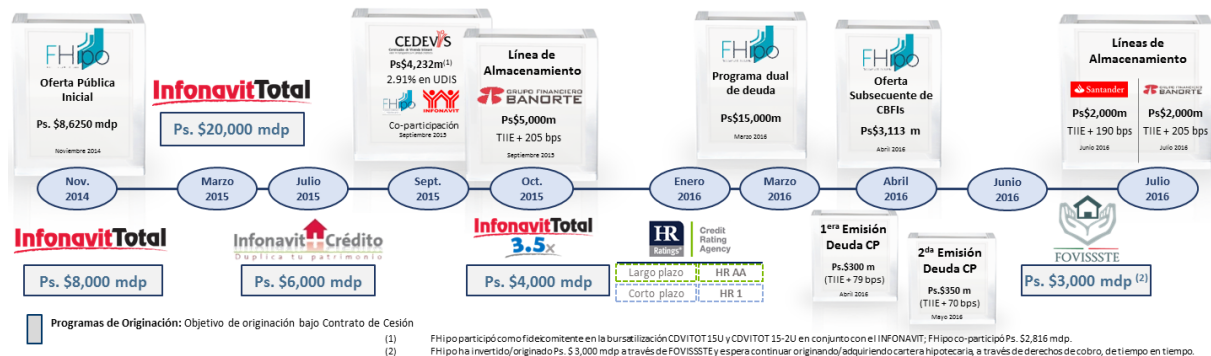 FHipo
Oferta Pública
Inicial
Ps. $8,6250 mdp
Noviembre 2014
InfonavitTotal
Ps. $20,000 mdp
CEDEVIS
Ps$4,232m(1)
2.91% en UDIS
FHipo INFONAVIT
Co-participación
Septiembre 2015
Línea de
Almacenamiento
GRUPO FINANCIERO
BANORTE
Ps$5,000m
TIIE + 205 bps
Septiembre 2015
FHipo
Programa dual
de deuda
Ps$15,000m
Marzo 2016
FHipo
Oferta
Subsecuente de
CBFIs
Ps$3,113 m
Abril 2016
Líneas de
Almacenamiento
Santander
Ps$2,000m
TIIE + 190 bps
Junio 2016
GRUPO FINANCIERO
BANORTE
Ps$2,000m
TIIE + 205 bps
Julio 2016
Nov.
2014
Marzo
2015
Julio
2015
Sept.
2015
Oct.
2015
Enero
2016
Marzo
2016
Abril
2016
Junio
2016
Julio
2016
InfonavitTotal
Ps. $8,000 mdp
Infonavit Crédito
Duplica tu patrimonio
Ps. $6,000 mdp
InfonavitTotal
3.5x
Ps. $4,000 mdp
HR
Ratings
Credit
Rating
Agency
Largo plazo HR AA
Corto plazo HR 1
1era Emisión
Deuda CP
Ps.$300 m
(TIIE + 79 bps)
Abril 2016
2da Emisión
Deuda CP
Ps.$350 m
(TIIE + 70 bps)
Mayo 2016
FOVISSSTE
Ps. $3,000 mdp (2)
Programas de Originación: Objetivo de originación bajo Contrato de Cesión
(1) FHipo participó como fideicomitente en la bursatilización CDVITOT15U y CDVITOT 15-2U en conjunto con el INFONAVIT; FHipo co-participó Ps. $2,816 mdp.
(2) FHipo ha invertido/originado Ps. $ 3,000 mdp a través de FOVISSSTE y espera continuar originando/adquiriendo cartera hipotecaria, a través de derechos de cobro, de tiempo en tiempo.